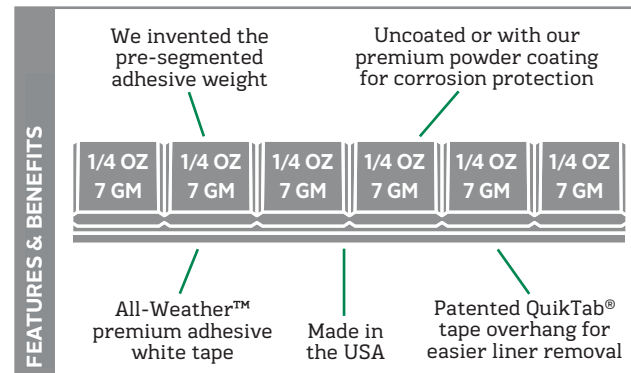 FEATURES & BENEFITS
We invented the
pre-segmented
adhesive weight
Uncoated or with our
premium powder coating
for corrosion protection
1/4 OZ 1/4 OZ 1/4 OZ 1/4 OZ 1/4 OZ 1/4 OZ
7 GM 7 GM 7 GM 7 GM 7 GM 7 GM
All-Weather™
premium adhesive
white tape
Made in
the USA
Patented QuikTab®
tape overhang for
easier liner removal